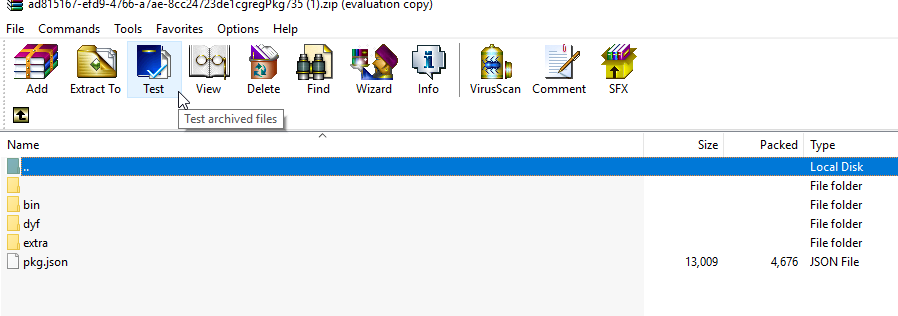 ad815167-efd9-4766-a7ae-8cc24723de1cgregPkg735 (1).zip (evaluation copy)
File Commands Tools Favorites Options Help
Add Extract To Test View Delete Find Wizard Info VirusScan Comment SFX
Test archived files
Name Size Packed Type
.. Local Disk
File folder
bin File folder
dyf File folder
extra File folder
pkg.json 13,009 4,676 JSON File